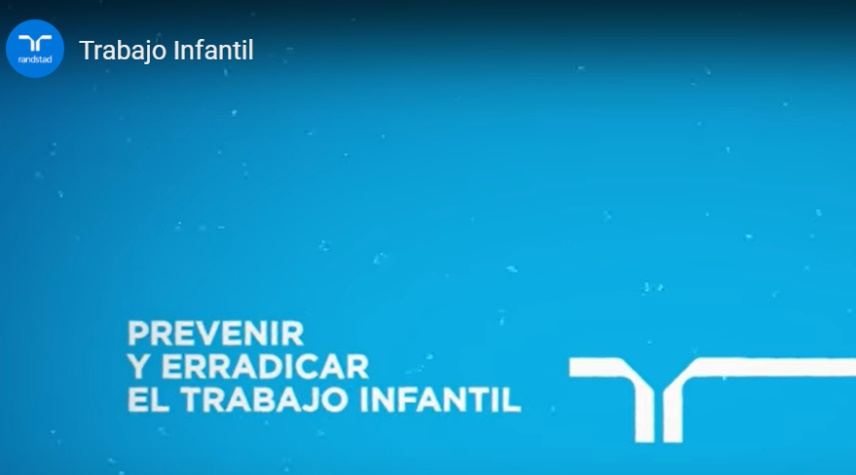 randstad
Trabajo Infantil
PREVENIR
Y ERRADICAR
EL TRABAJO INFANTIL